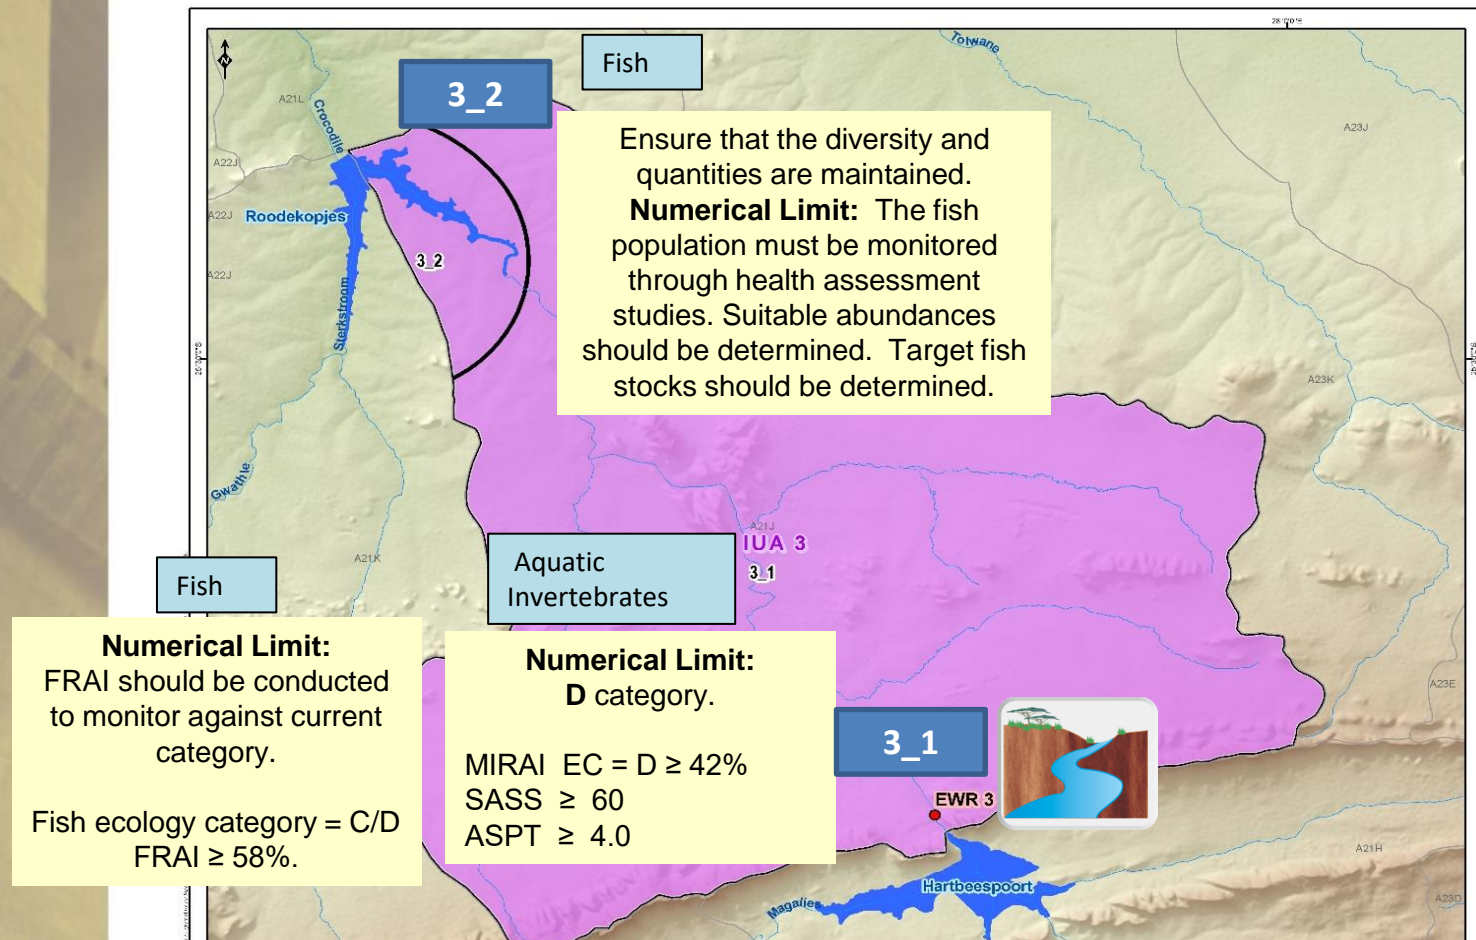 28°0'0"E
Tolwane
Fish
3_2
A21L
Crocodile
A23J
A22J
Ensure that the diversity and
quantities are maintained.
Numerical Limit: The fish
population must be monitored
through health assessment
studies. Suitable abundances
should be determined. Target fish
stocks should be determined.
A22J
Roodekopjes
3_2
A22J
Sterkstroom
A23K
Gwathle
A21J
IUA 3
3_1
A21K
Aquatic
Invertebrates
Fish
Numerical Limit:
FRAI should be conducted
to monitor against current
category.
Fish ecology category = C/D
FRAI ≥ 58%.
Numerical Limit:
D category.
MIRAI EC = D ≥ 42%
SASS ≥ 60
ASPT ≥ 4.0
A23E
3_1
EWR 3
A21H
Hartbeespoort
Magalies
A23D